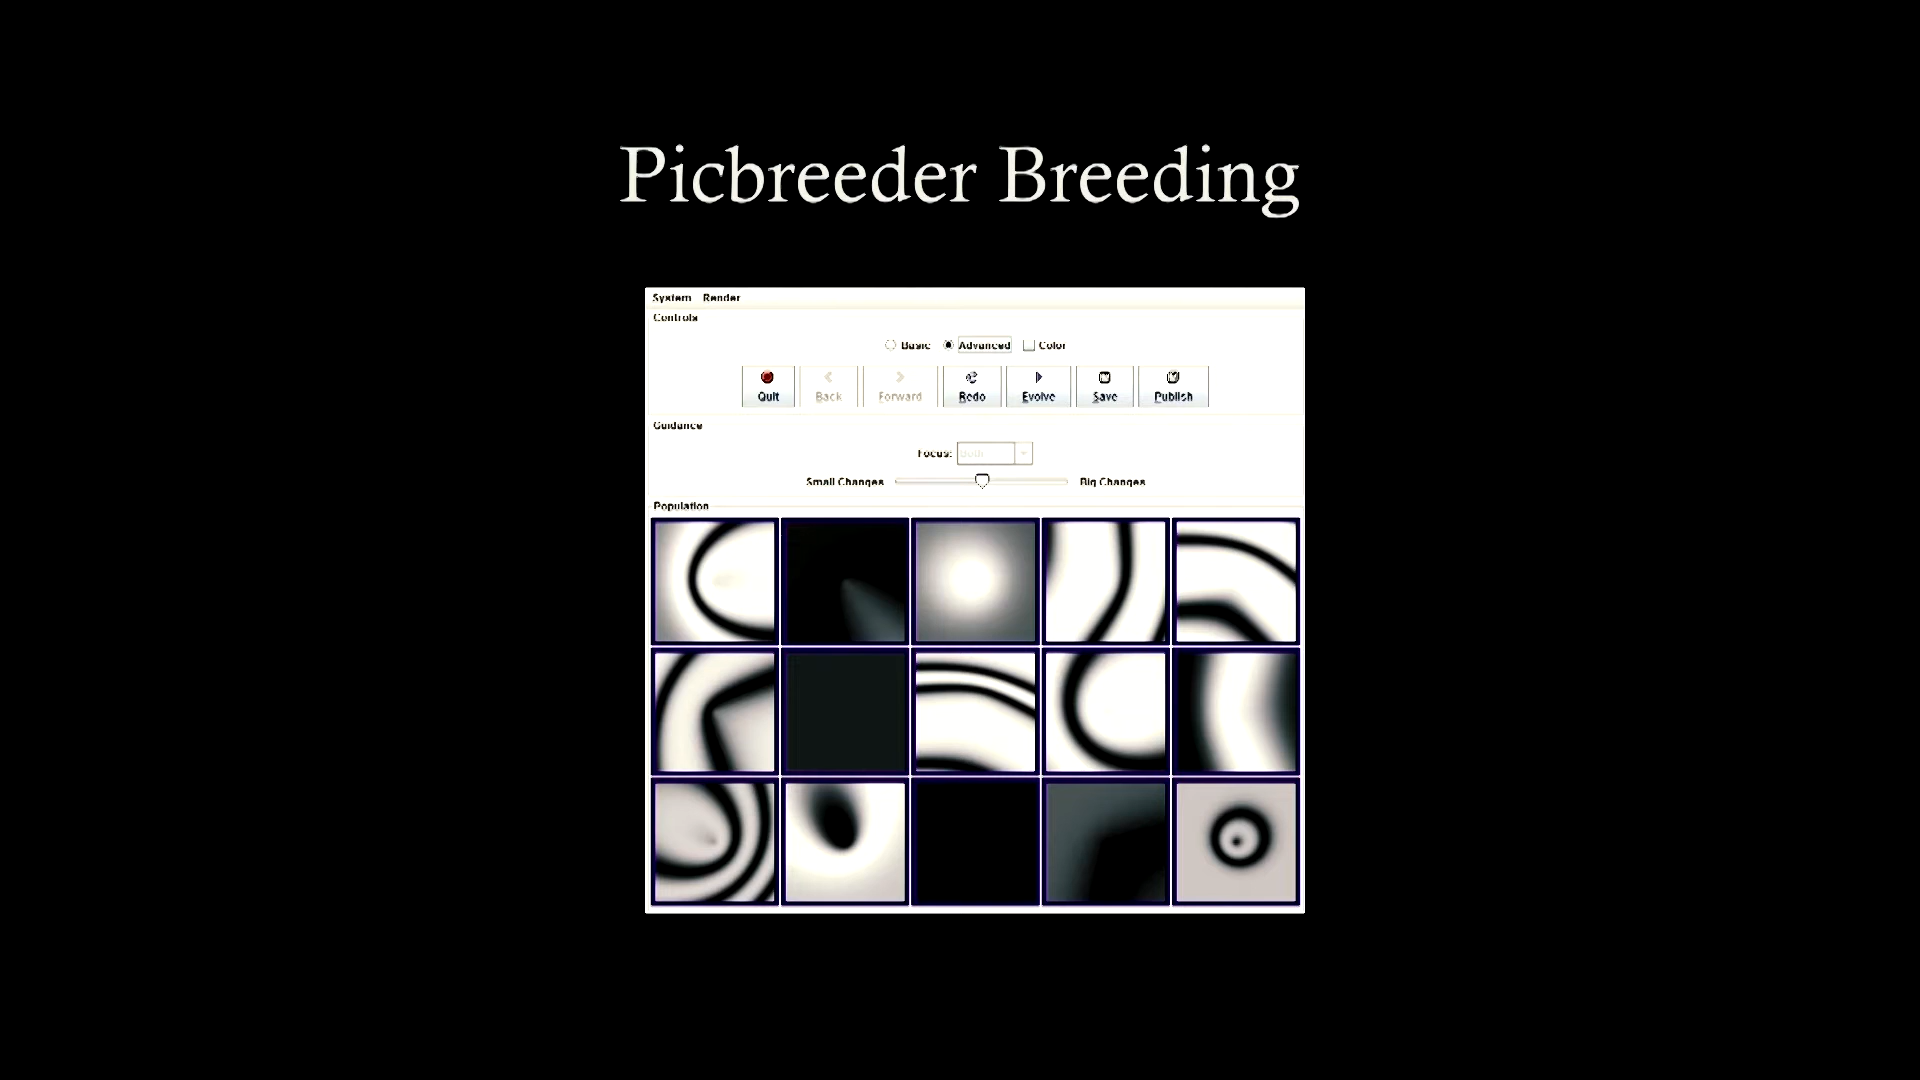 Picbreeder Breeding
System Render
Controls
Basic Advanced Color
Quit Back Forward Redo Evolve Save Publish
Guidance
Focus: Both
Small Changes Big Changes
Population